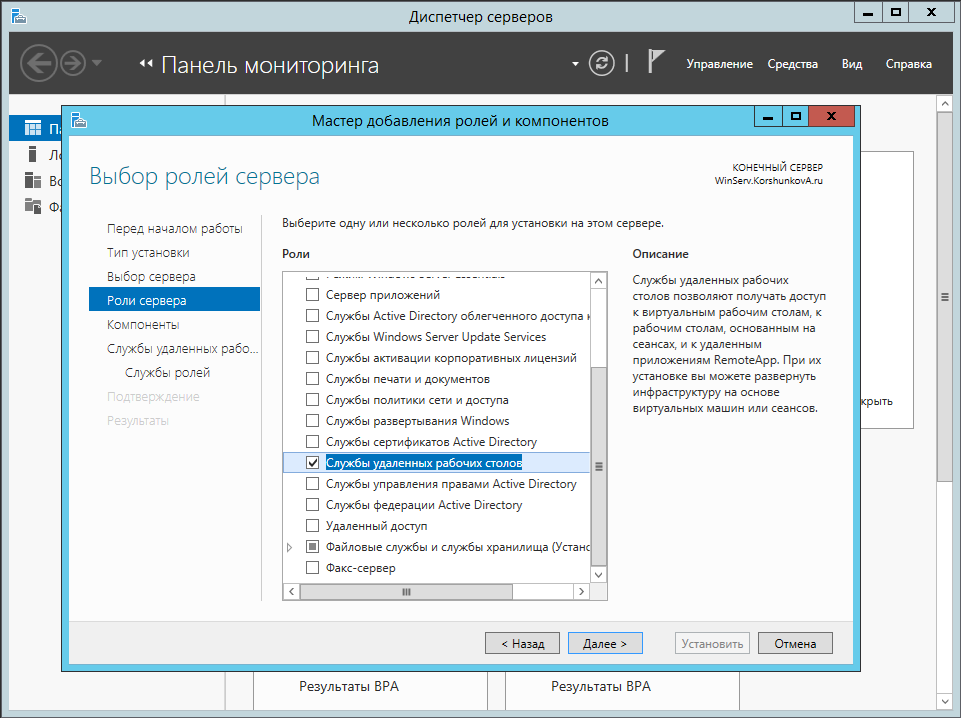 Диспетчер серверов
Панель мониторинга
Управление Средства Вид Справка
Мастер добавления ролей и компонентов
Выбор ролей сервера
КОНЕЧНЫЙ СЕРВЕР
WinServ.KorshunkovA.ru
Перед началом работы
Тип установки
Выбор сервера
Роли сервера
Компоненты
Службы удаленных рабо...
Службы ролей
Подтверждение
Результаты
Выберите одну или несколько ролей для установки на этом сервере.
Роли
Сервер приложений
Службы Active Directory облегченного доступа к
Службы Windows Server Update Services
Службы активации корпоративных лицензий
Службы печати и документов
Службы политики сети и доступа
Службы развертывания Windows
Службы сертификатов Active Directory
Службы удаленных рабочих столов
Службы управления правами Active Directory
Службы федерации Active Directory
Удаленный доступ
Файловые службы и службы хранилища (Устано
Факс-сервер
Описание
Службы удаленных рабочих
столов позволяют получать доступ
к виртуальным рабочим столам, к
рабочим столам, основанным на
сеансах, и к удаленным
приложениям RemoteApp. При их
установке вы можете развернуть
инфраструктуру на основе
виртуальных машин или сеансов.
крыть
< Назад
Далее >
Установить
Отмена
Результаты BPA
Результаты BPA